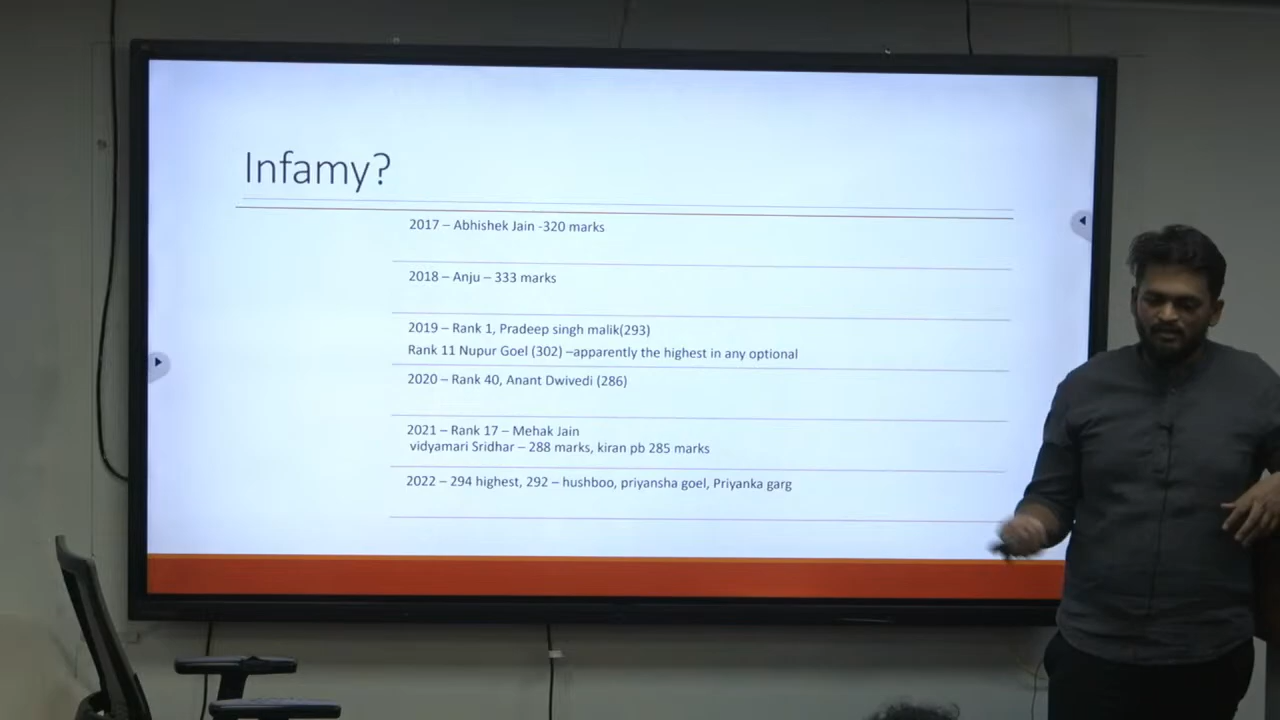 Infamy?
2017 – Abhishek Jain -320 marks
2018 – Anju – 333 marks
2019 – Rank 1, Pradeep singh malik(293)
Rank 11 Nupur Goel (302) –apparently the highest in any optional
2020 – Rank 40, Anant Dwivedi (286)
2021 – Rank 17 – Mehak Jain
vidyamari Sridhar – 288 marks, kiran pb 285 marks
2022 – 294 highest, 292 – hushboo, priyansha goel, Priyanka garg